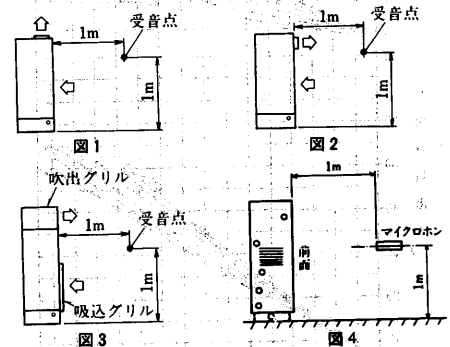 受音点
1m
1m
図1
受音点
1m
1m
図2
吹出グリル
受音点
1m
1m
吸込グリル
図3
1m
マイクロホン
前面
1m
図4